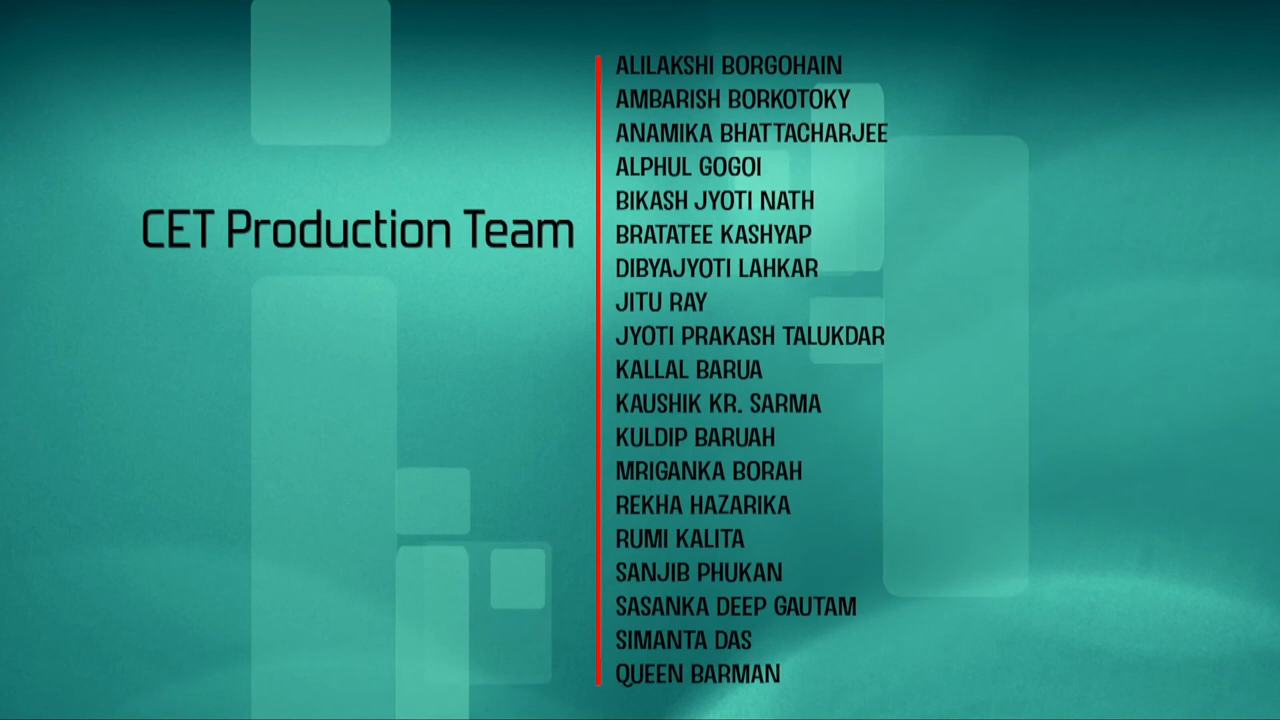 CET Production Team
ALILAKSHI BORGOHAIN
AMBARISH BORKOTOKY
ANAMIKA BHATTACHARJEE
ALPHUL GOGOI
BIKASH JYOTI NATH
BRATATEE KASHYAP
DIBYAJYOTI LAHKAR
JITU RAY
JYOTI PRAKASH TALUKDAR
KALLAL BARUA
KAUSHIK KR. SARMA
KULDIP BARUAH
MRIGANKA BORAH
REKHA HAZARIKA
RUMI KALITA
SANJIB PHUKAN
SASANKA DEEP GAUTAM
SIMANTA DAS
QUEEN BARMAN